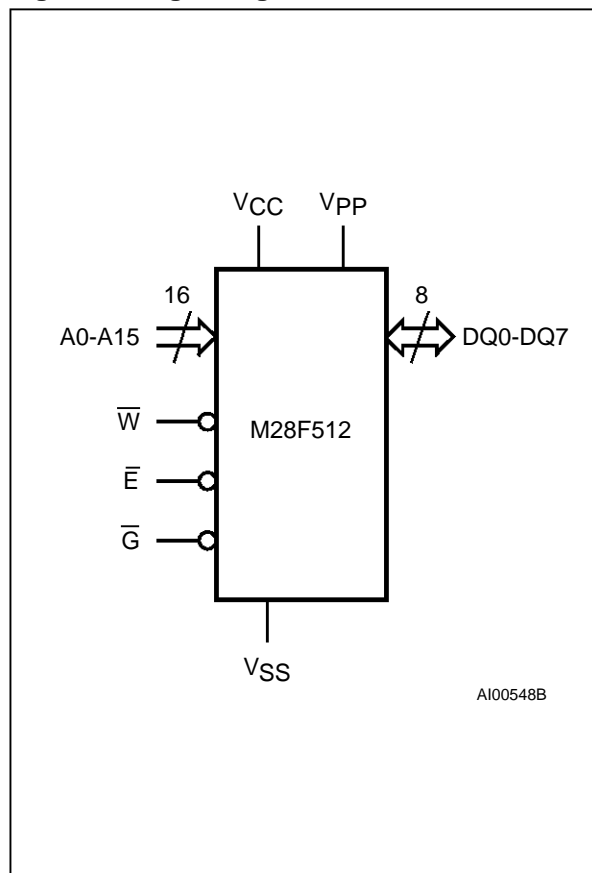 VCC VPP
16 8
A0-A15 DQ0-DQ7
W̅ M28F512
E̅
G̅
VSS
AI00548B